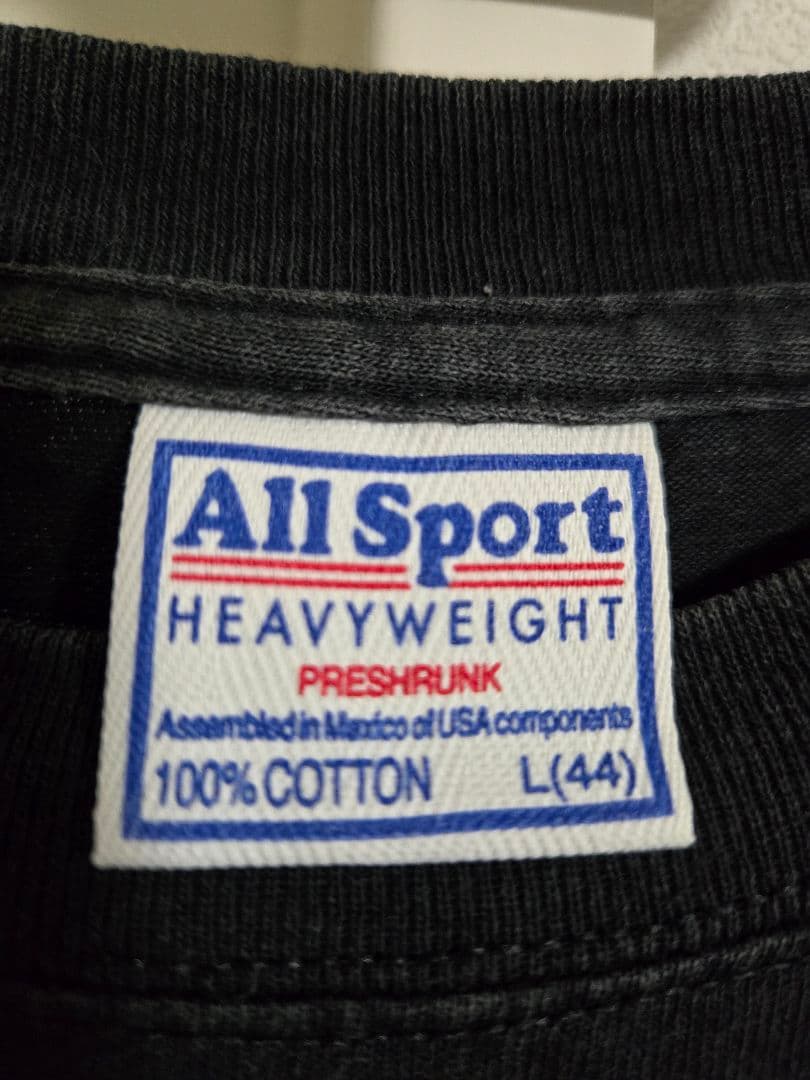 All Sport
HEAVYWEIGHT
PRESHRUNK
Assembled in Mexico of USA components
100% COTTON L(44)